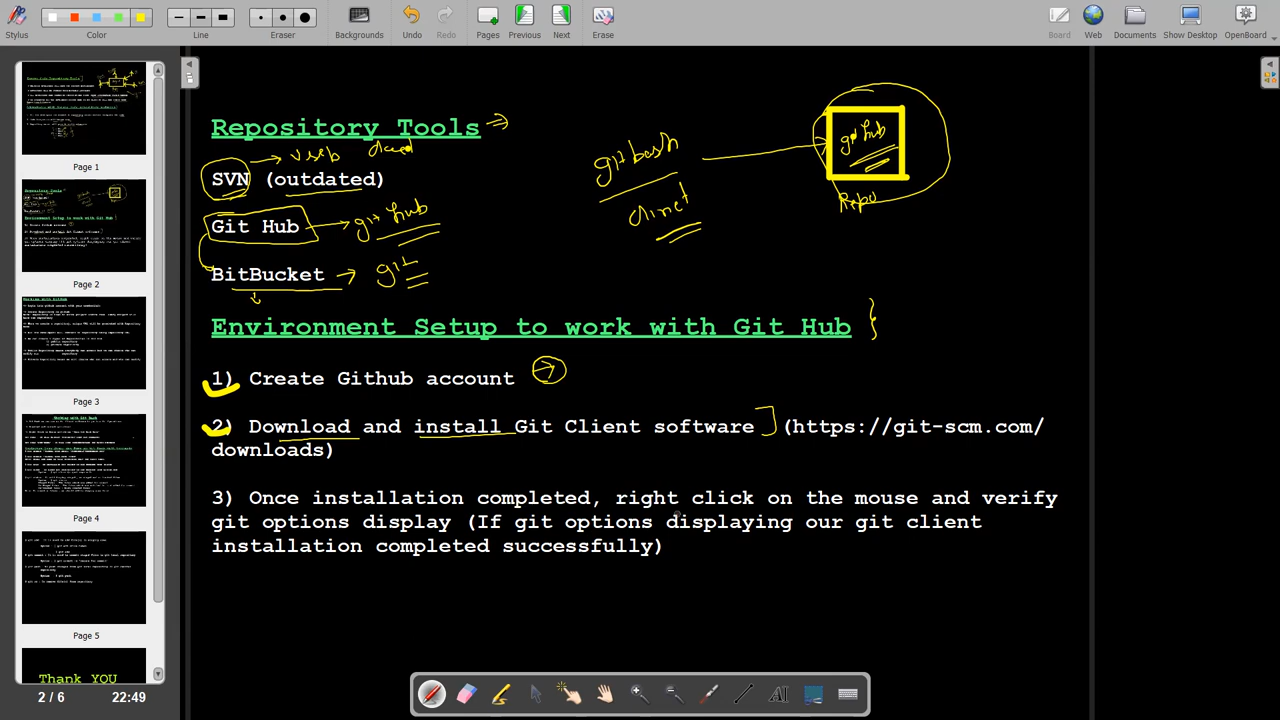 Stylus
Color
Line
Eraser
Backgrounds
Undo
Redo
Pages
Previous
Next
Erase
Board
Web
Documents
Show Desktop
OpenBoard
Repository Tools
SVN (outdated)
Git Hub
git hub
BitBucket
git
git bash
git hub
Repo
Environment Setup to work with Git Hub
1) Create Github account
2) Download and install Git Client software (https://git-scm.com/
downloads)
3) Once installation completed, right click on the mouse and verify
git options display (If git options displaying our git client
installation completed successfully)
Page 1
Page 2
Page 3
Page 4
Page 5
Thank YOU
2 / 6
22:49